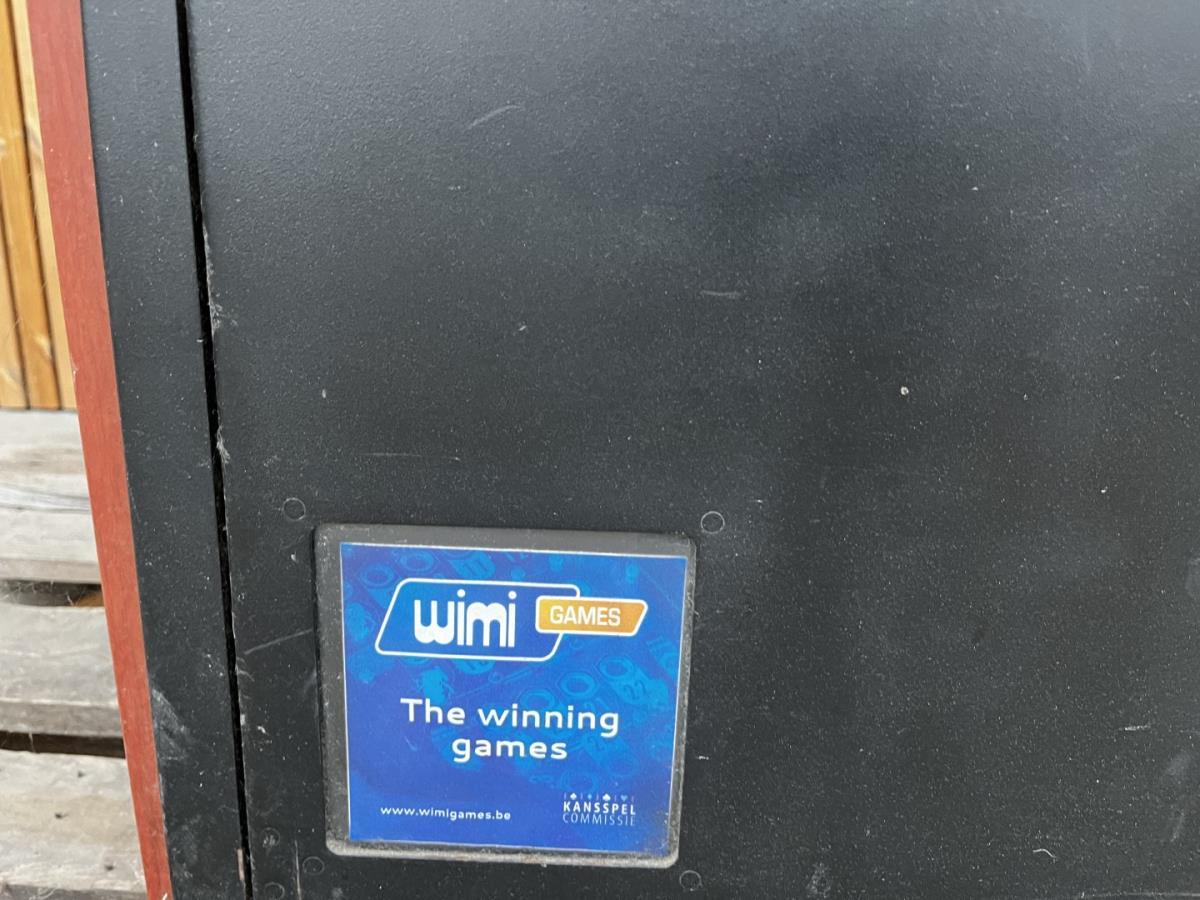 wimi GAMES
The winning
games
www.wimigames.be
KANSSPEL
COMMISSIE